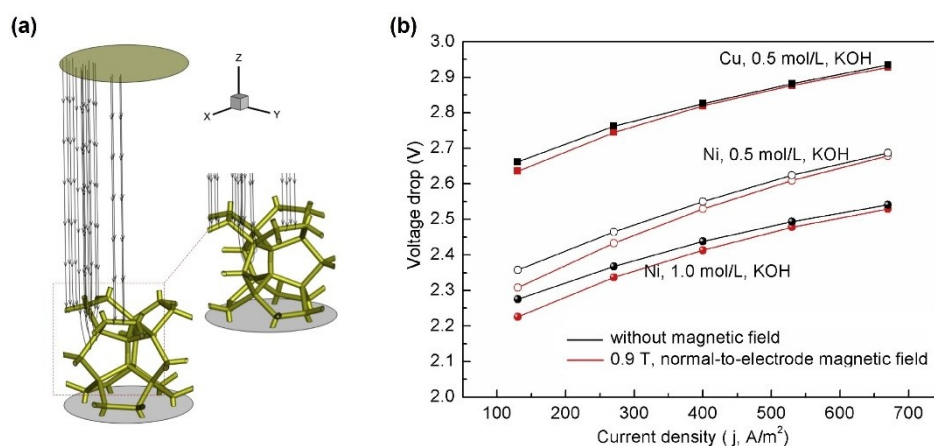 (a)
Z
X
Y
(b)
3.0
2.9
2.8
2.7
2.6
2.5
2.4
2.3
2.2
2.1
2.0
Voltage drop (V)
Cu, 0.5 mol/L, KOH
Ni, 0.5 mol/L, KOH
Ni, 1.0 mol/L, KOH
without magnetic field
0.9 T, normal-to-electrode magnetic field
100 200 300 400 500 600 700
Current density ( j, A/m²)